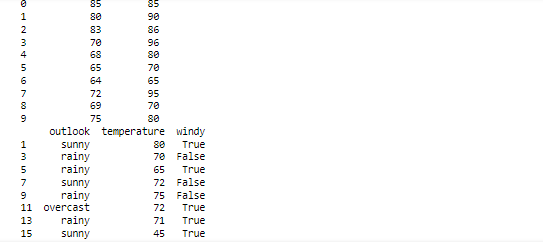 0 85 85
1 80 90
2 83 86
3 70 96
4 68 80
5 65 70
6 64 65
7 72 95
8 69 70
9 75 80
outlook temperature windy
1 sunny 80 True
3 rainy 70 False
5 rainy 65 True
7 sunny 72 False
9 rainy 75 False
11 overcast 72 True
13 rainy 71 True
15 sunny 45 True